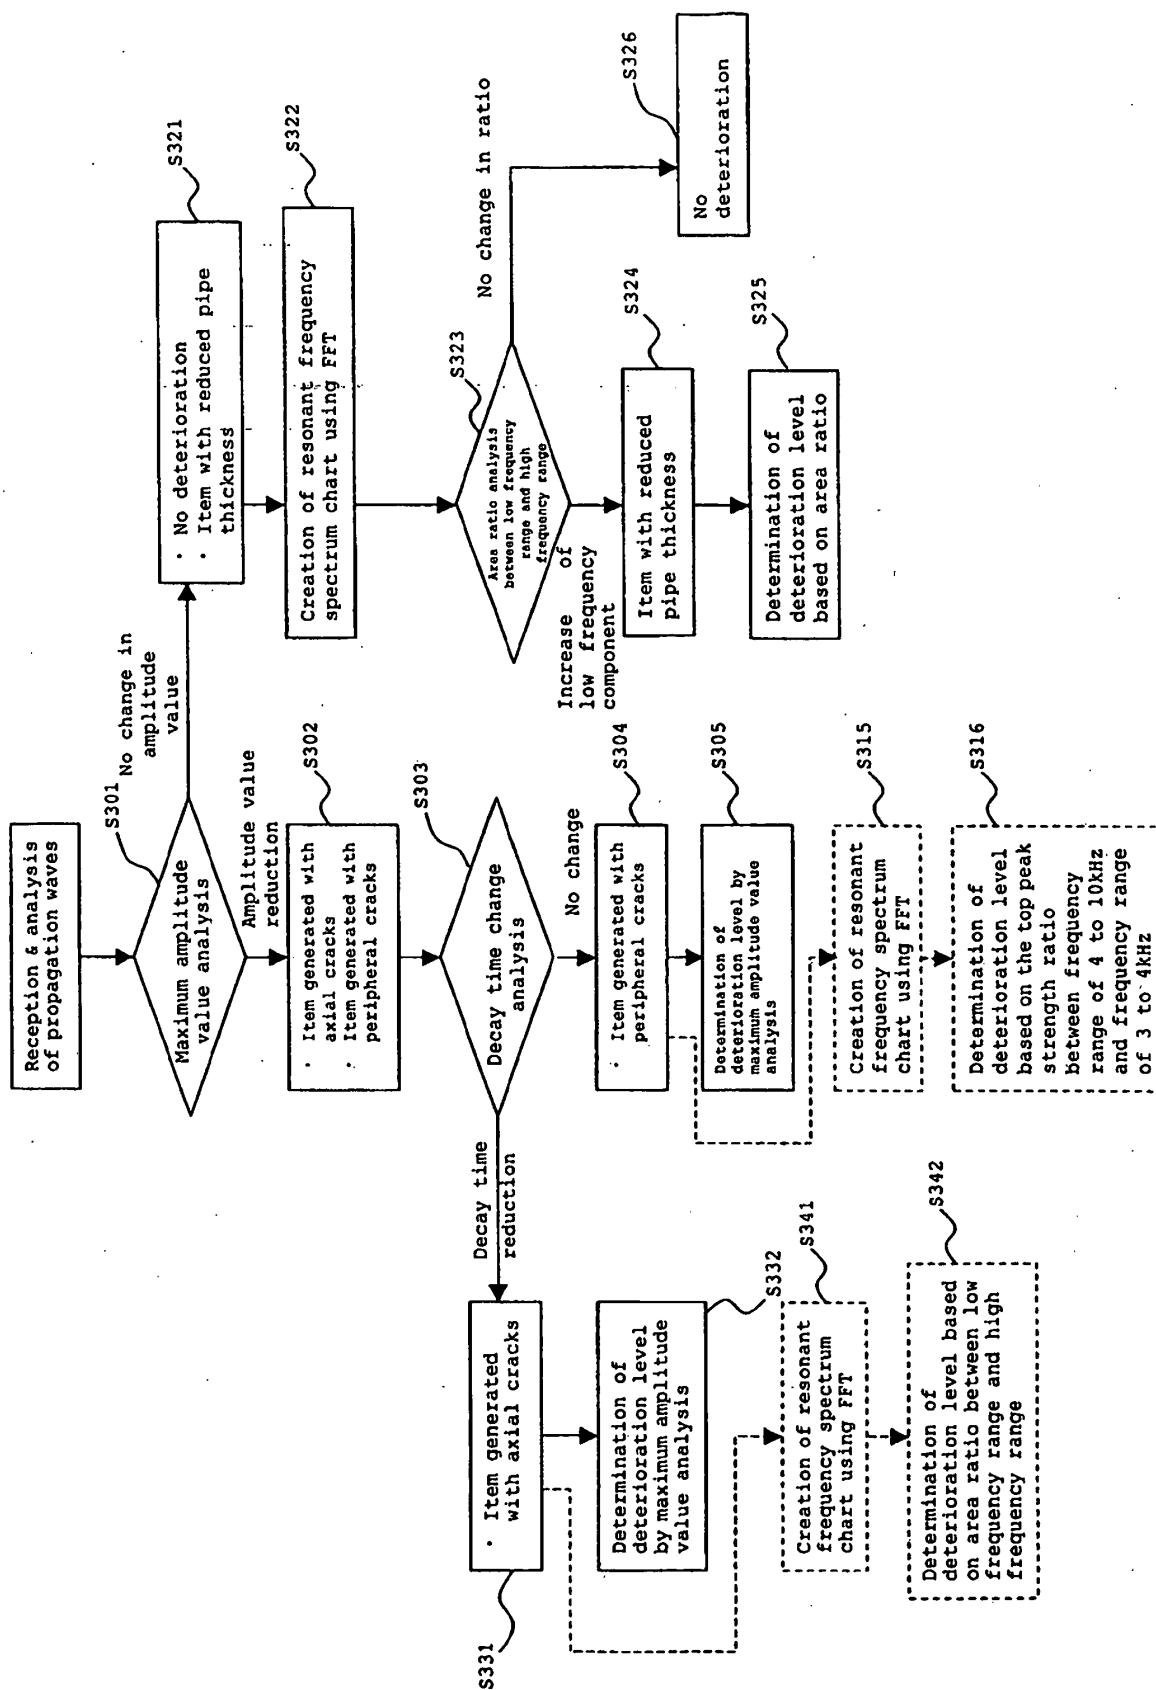 Reception & analysis
of propagation waves
S301
Maximum amplitude
value analysis
No change in
amplitude
value
Amplitude value
reduction
S302
· Item generated with
axial cracks
· Item generated with
peripheral cracks
S303
Decay time change
analysis
No change
S304
· Item generated with
peripheral cracks
S305
Determination of
deterioration level by
maximum amplitude value
analysis
S315
Creation of resonant
frequency spectrum
chart using FFT
S316
Determination of
deterioration level
based on the top peak
strength ratio
between frequency
range of 4 to 10kHz
and frequency range
of 3 to 4kHz
S321
· No deterioration
· Item with reduced pipe
thickness
S322
Creation of resonant frequency
spectrum chart using FFT
S323
Area ratio analysis
between low frequency
range and high
frequency range
No change in ratio
S326
No
deterioration
Increase of
low frequency
component
S324
Item with reduced
pipe thickness
S325
Determination of
deterioration level
based on area ratio
Decay time
reduction
S331
· Item generated
with axial cracks
S332
Determination of
deterioration level
by maximum amplitude
value analysis
S341
Creation of resonant
frequency spectrum
chart using FFT
S342
Determination of
deterioration level based
on area ratio between low
frequency range and high
frequency range